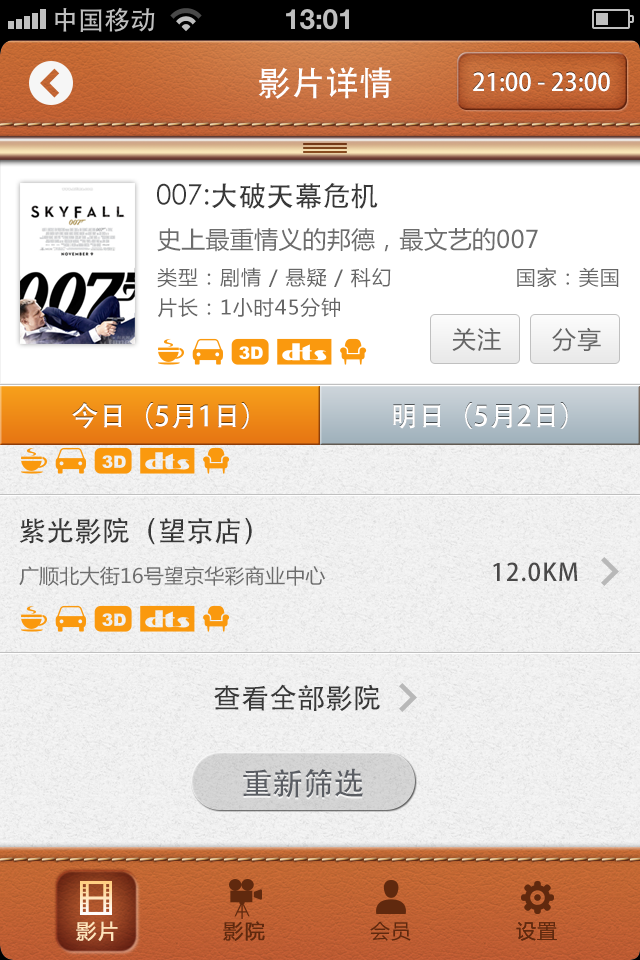 中国移动 13:01
影片详情
21:00 - 23:00
SKYFALL
007
NOVEMBER 9
007
007:大破天幕危机
史上最重情义的邦德，最文艺的007
类型：剧情 / 悬疑 / 科幻
国家：美国
片长：1小时45分钟
3D dts
关注
分享
今日（5月1日）
明日（5月2日）
3D dts
紫光影院（望京店）
广顺北大街16号望京华彩商业中心
12.0KM
3D dts
查看全部影院
重新筛选
影片
影院
会员
设置